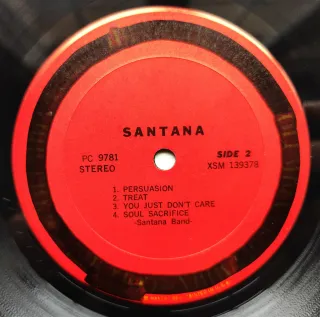 SANTANA
PC 9781
STEREO
SIDE 2
XSM 139378
1. PERSUASION
2. TREAT
3. YOU JUST DON'T CARE
4. SOUL SACRIFICE
-Santana Band-